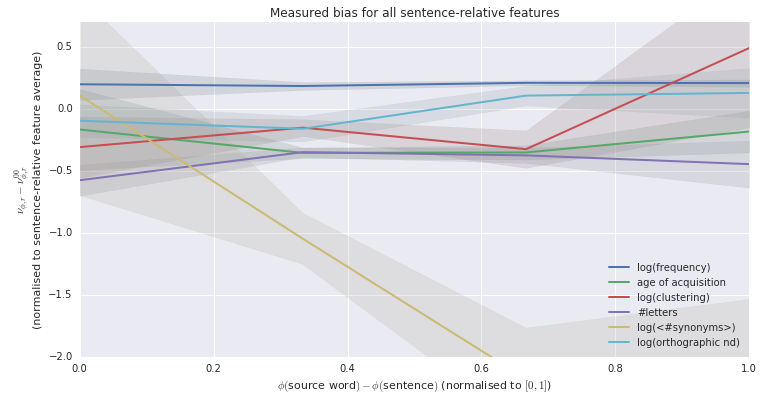 Measured bias for all sentence-relative features
0.5
0.0
−0.5
−1.0
−1.5
−2.0
0.0 0.2 0.4 0.6 0.8 1.0
ν_{ϕ,r} − ν^{00}_{ϕ,r}
(normalised to sentence-relative feature average)
ϕ(source word) − ϕ(sentence) (normalised to [0, 1])
log(frequency)
age of acquisition
log(clustering)
#letters
log(<#synonyms>)
log(orthographic nd)